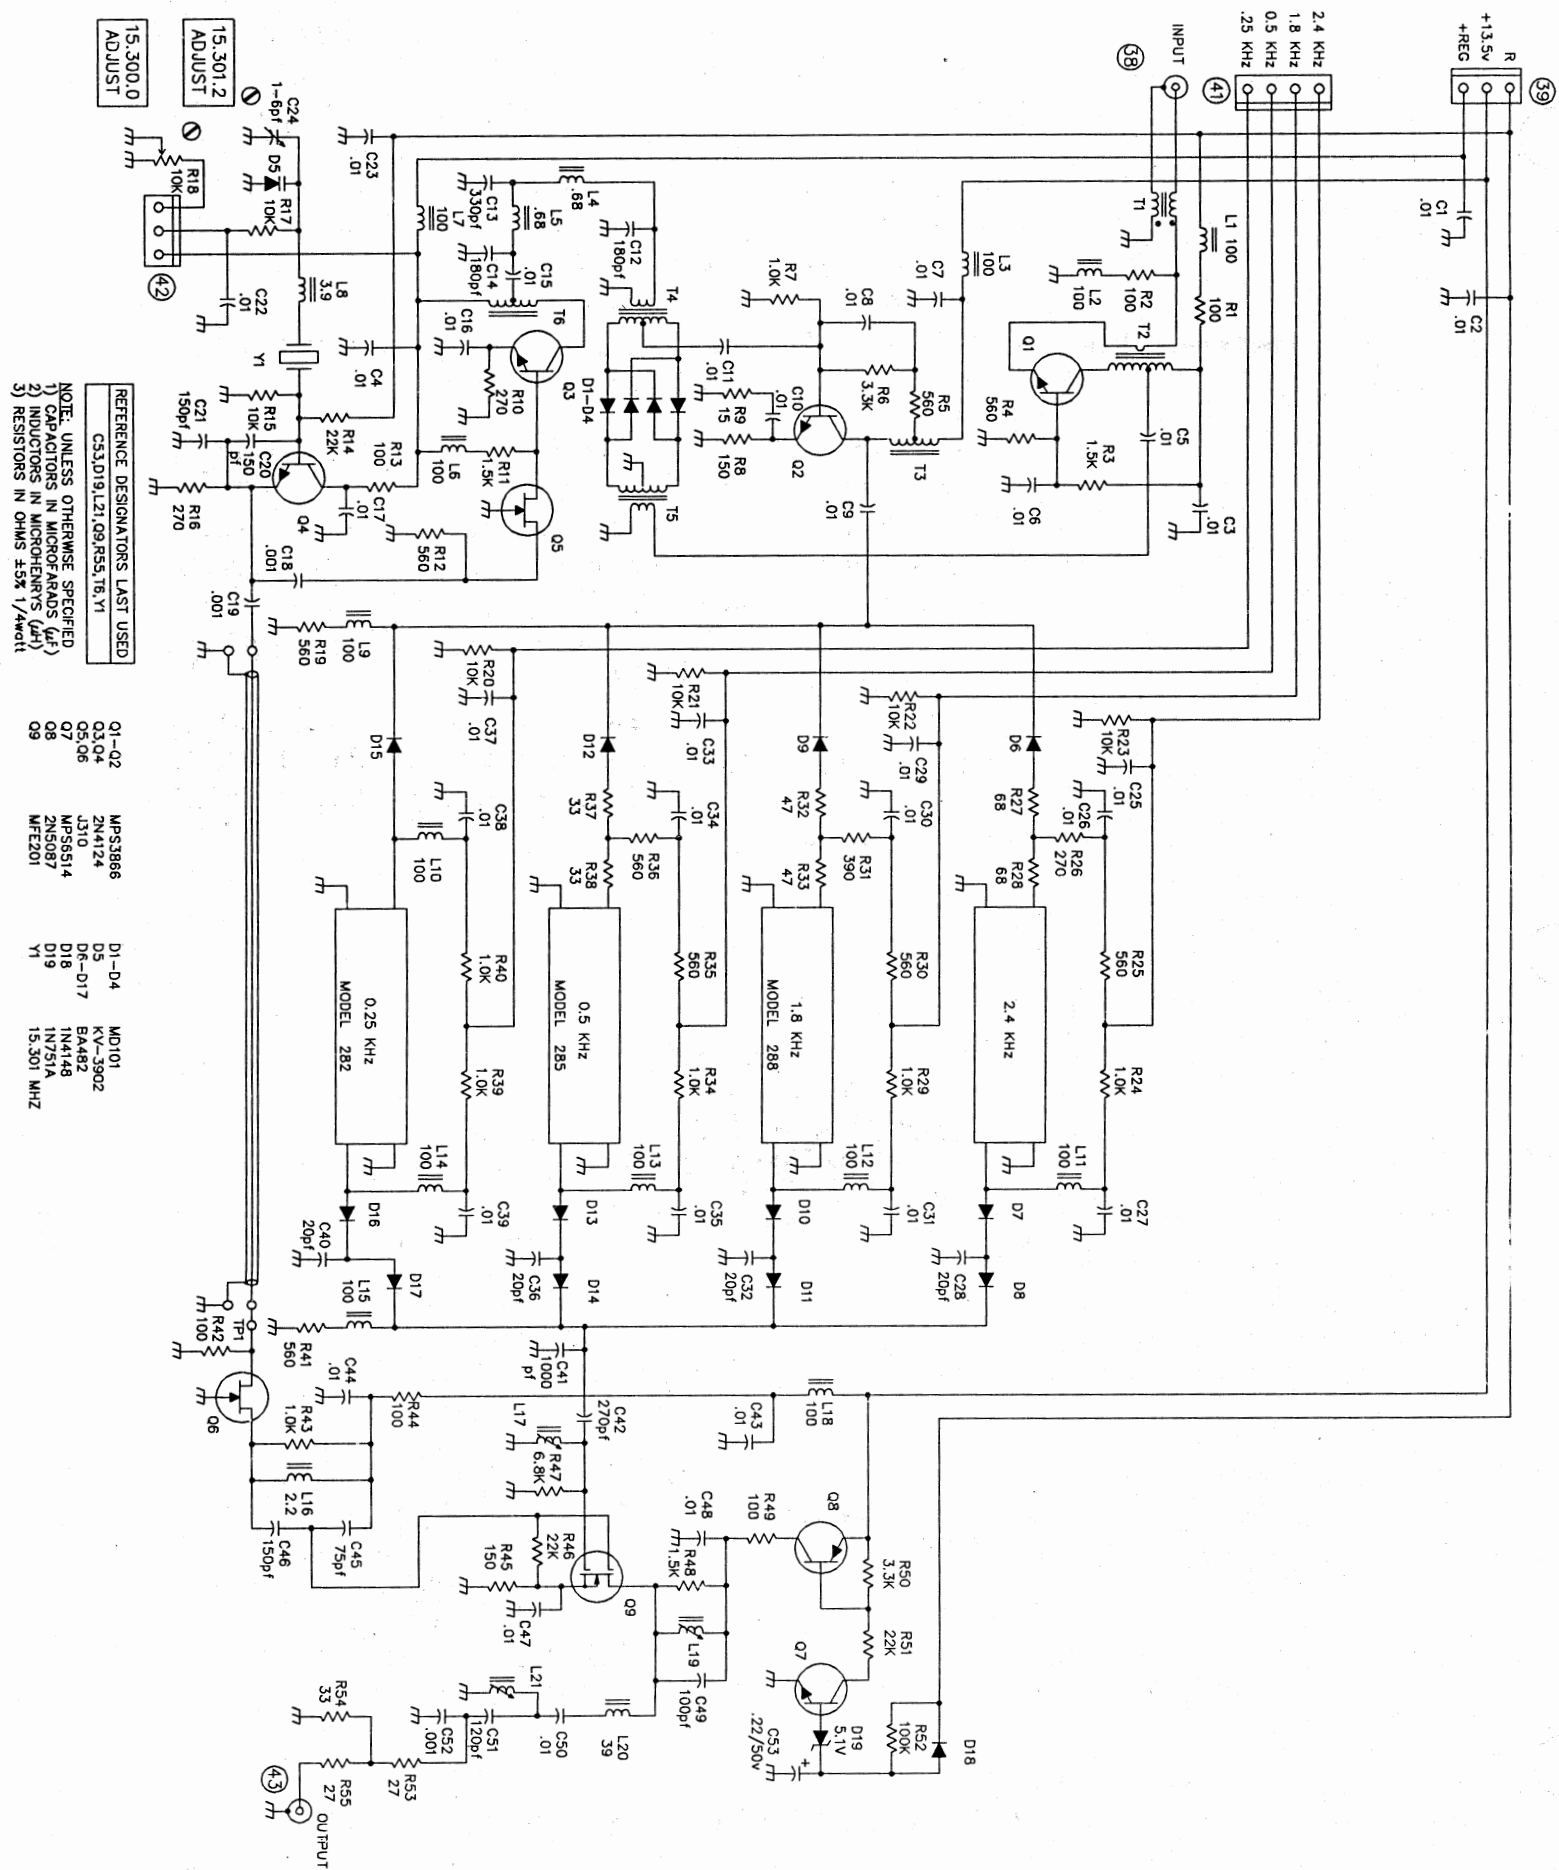 39
R
+13.5v
+REG
2.4 KHz
1.8 KHz
0.5 KHz
.25 KHz
41
INPUT
38
C1
.01
C2
.01
L1 100
R1
100
T1
R2
100
L2
100
T2
Q1
C5
.01
R4
560
R3
1.5K
C6
.01
C3
.01
L3
100
C7
.01
R7
1.0K
C8
.01
R6
3.3K
R5
560
T3
C11
.01
C10
.01
R9
15
R8
150
Q2
C9
.01
L4
.68
C12
180pf
C13
330pf
L5
.68
C14
180pf
C15
.01
L7
100
T4
D1-D4
T5
T6
Q3
C16
.01
R10
270
R11
1.5K
L6
100
Q5
R12
560
C23
.01
C4
.01
15.301.2
ADJUST
15.300.0
ADJUST
C24
1-6pf
D5
R17
10K
R18
10K
42
L8
3.9
C22
.01
Y1
R15
10K
R14
22K
R13
100
C21
150pf
C20
150
pf
Q4
C17
.01
R16
270
C18
.001
C19
.001
L9
100
R19
560
R20
10K
C37
.01
R21
10K
C33
.01
R22
10K
C29
.01
R23
10K
C25
.01
D15
D12
D9
D6
C38
.01
L10
100
R37
33
C34
.01
R36
560
R38
33
R32
47
C30
.01
R31
390
R33
47
R27
68
C26
.01
R26
270
R28
68
R40
1.0K
R35
560
R30
560
R25
560
0.25 KHz
MODEL 282
0.5 KHz
MODEL 285
1.8 KHz
MODEL 288
2.4 KHz
R39
1.0K
R34
1.0K
R29
1.0K
R24
1.0K
L14
100
L13
100
L12
100
L11
100
D16
C39
.01
C40
20pf
D17
D13
C35
.01
C36
20pf
D14
D10
C31
.01
C32
20pf
D11
D7
C27
.01
C28
20pf
D8
L15
100
R41
560
TP1
R42
100
Q6
C44
.01
R44
100
R43
1.0K
L16
2.2
C46
150pf
C45
75pf
C41
1000
pf
C42
270pf
L17
R47
6.8K
C43
.01
L18
100
R46
22K
R45
150
C47
.01
Q9
C48
.01
R49
100
R48
1.5K
L19
C49
100pf
Q8
R50
3.3K
R51
22K
Q7
D19
5.1V
R52
100K
D18
C53
.22/50v
+
L20
39
C50
.01
L21
C51
120pf
C52
.001
R54
33
R53
27
R55
27
43
OUTPUT
REFERENCE DESIGNATORS LAST USED
C53,D19,L21,Q9,R55,T6,Y1
NOTE: UNLESS OTHERWISE SPECIFIED
1) CAPACITORS IN MICROFARADS (µF)
2) INDUCTORS IN MICROHENRYS (µH)
3) RESISTORS IN OHMS ±5% 1/4watt
Q1-Q2 MPS3866
Q3,Q4 2N4124
Q5,Q6 J310
Q7 MPS6514
Q8 2N5087
Q9 MFE201
D1-D4 MD101
D5 KV-3902
D6-D17 BA482
D18 1N4148
D19 1N751A
Y1 15.301 MHZ